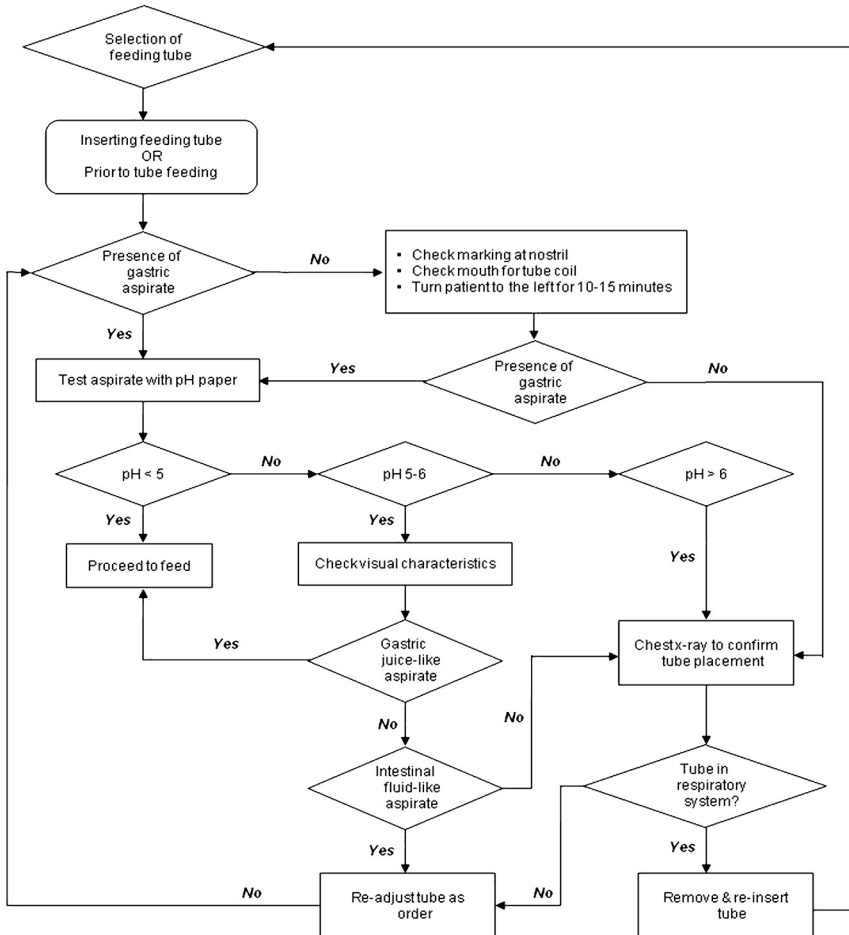 Selection of
feeding tube
Inserting feeding tube
OR
Prior to tube feeding
Presence of
gastric
aspirate
No
▪ Check marking at nostril
▪ Check mouth for tube coil
▪ Turn patient to the left for 10-15 minutes
Yes
Test aspirate with pH paper
Yes
Presence of
gastric
aspirate
No
pH < 5
No
pH 5-6
No
pH > 6
Yes
Yes
Yes
Proceed to feed
Check visual characteristics
Yes
Gastric
juice-like
aspirate
Chest x-ray to confirm
tube placement
No
No
Intestinal
fluid-like
aspirate
Tube in
respiratory
system?
Yes
Yes
No
Re-adjust tube as
order
No
Remove & re-insert
tube